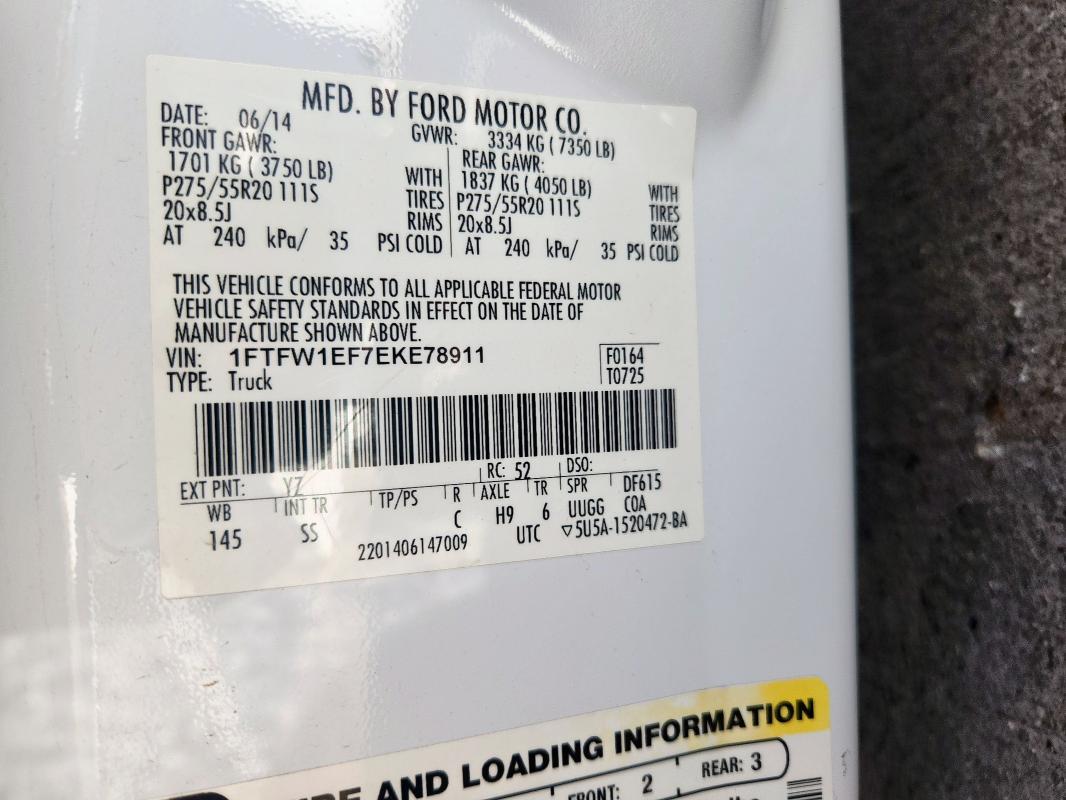 MFD. BY FORD MOTOR CO.
DATE: 06/14 GVWR: 3334 KG ( 7350 LB)
FRONT GAWR: REAR GAWR:
1701 KG ( 3750 LB) WITH 1837 KG ( 4050 LB) WITH
P275/55R20 111S TIRES P275/55R20 111S TIRES
20x8.5J RIMS 20x8.5J RIMS
AT 240 kPa/ 35 PSI COLD AT 240 kPa/ 35 PSI COLD
THIS VEHICLE CONFORMS TO ALL APPLICABLE FEDERAL MOTOR
VEHICLE SAFETY STANDARDS IN EFFECT ON THE DATE OF
MANUFACTURE SHOWN ABOVE.
VIN: 1FTFW1EF7EKE78911 F0164
TYPE: Truck T0725
EXT PNT: YZ RC: 52 DSO:
WB INT TR TP/PS R AXLE TR SPR DF615
145 SS C H9 6 UUGG COA
2201406147009 UTC ▽5U5A-1520472-BA
AND LOADING INFORMATION
FRONT: 2 REAR: 3